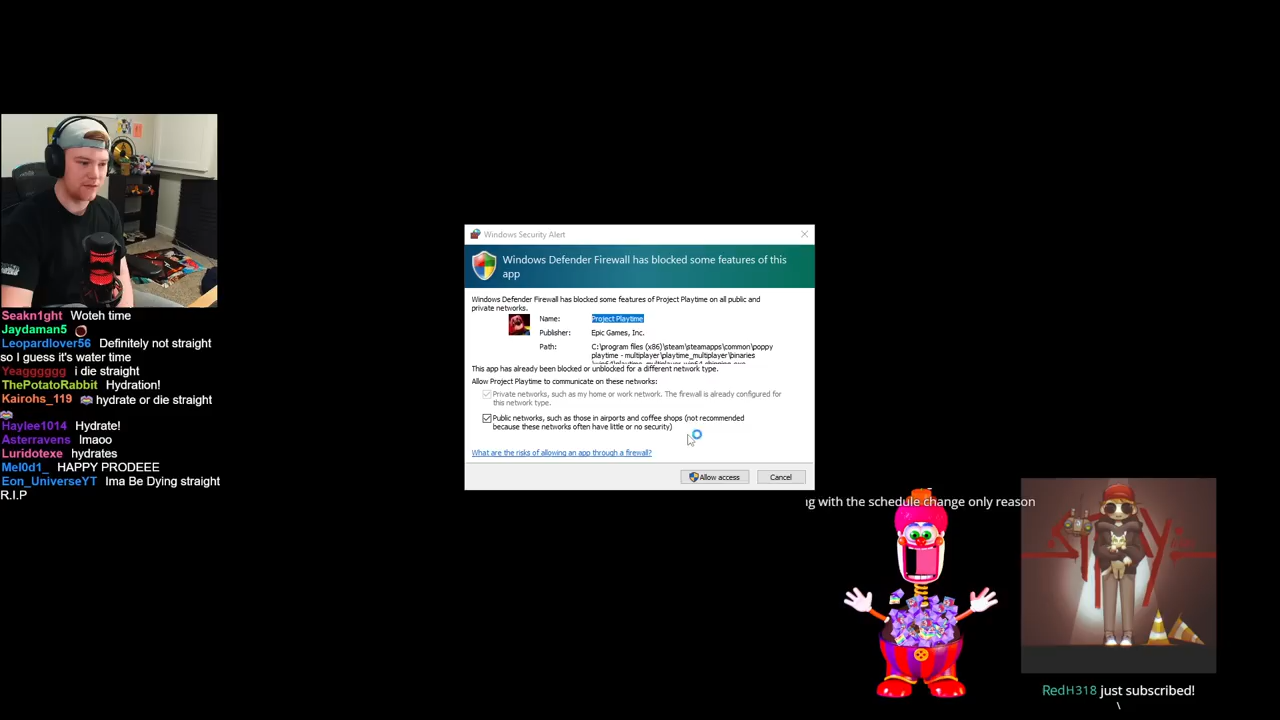 Windows Security Alert
Windows Defender Firewall has blocked some features of this
app
Windows Defender Firewall has blocked some features of Project Playtime on all public and
private networks.
Name: Project Playtime
Publisher: Epic Games, Inc.
Path: C:\program files (x86)\steam\steamapps\common\poppy
playtime - multiplayer\playtime_multiplayer\binaries
This app has already been blocked or unblocked for a different network type.
Allow Project Playtime to communicate on these networks:
Private networks, such as my home or work network. The firewall is already configured for
this network type.
Public networks, such as those in airports and coffee shops (not recommended
because these networks often have little or no security)
What are the risks of allowing an app through a firewall?
Allow access Cancel
Seakn1ght Woteh time
Jaydaman5
Leopardlover56 Definitely not straight
so I guess it's water time
Yeagggggg i die straight
ThePotatoRabbit Hydration!
Kairohs_119 hydrate or die straight
Haylee1014 Hydrate!
Asterravens lmaoo
Luridotexe hydrates
Mel0d1_ HAPPY PRODEEE
Eon_UniverseYT Ima Be Dying straight
R.I.P
g with the schedule change only reason
RedH318 just subscribed!
\